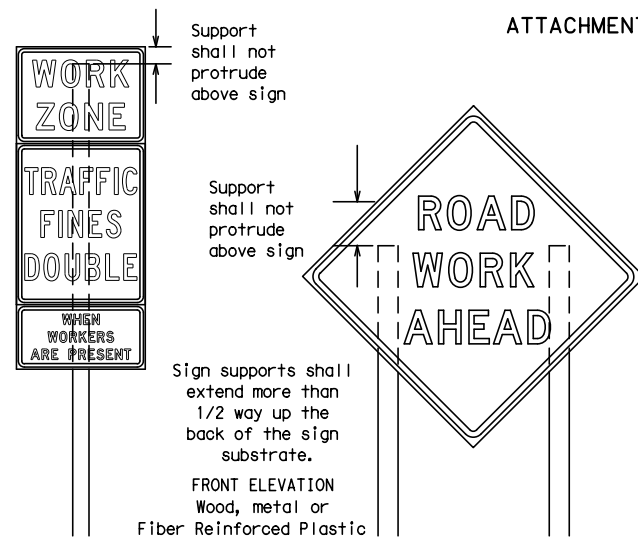 ATTACHMENT
Support
shall not
protrude
above sign
WORK
ZONE
TRAFFIC
FINES
DOUBLE
WHEN
WORKERS
ARE PRESENT
Support
shall not
protrude
above sign
ROAD
WORK
AHEAD
Sign supports shall
extend more than
1/2 way up the
back of the sign
substrate.
FRONT ELEVATION
Wood, metal or
Fiber Reinforced Plastic